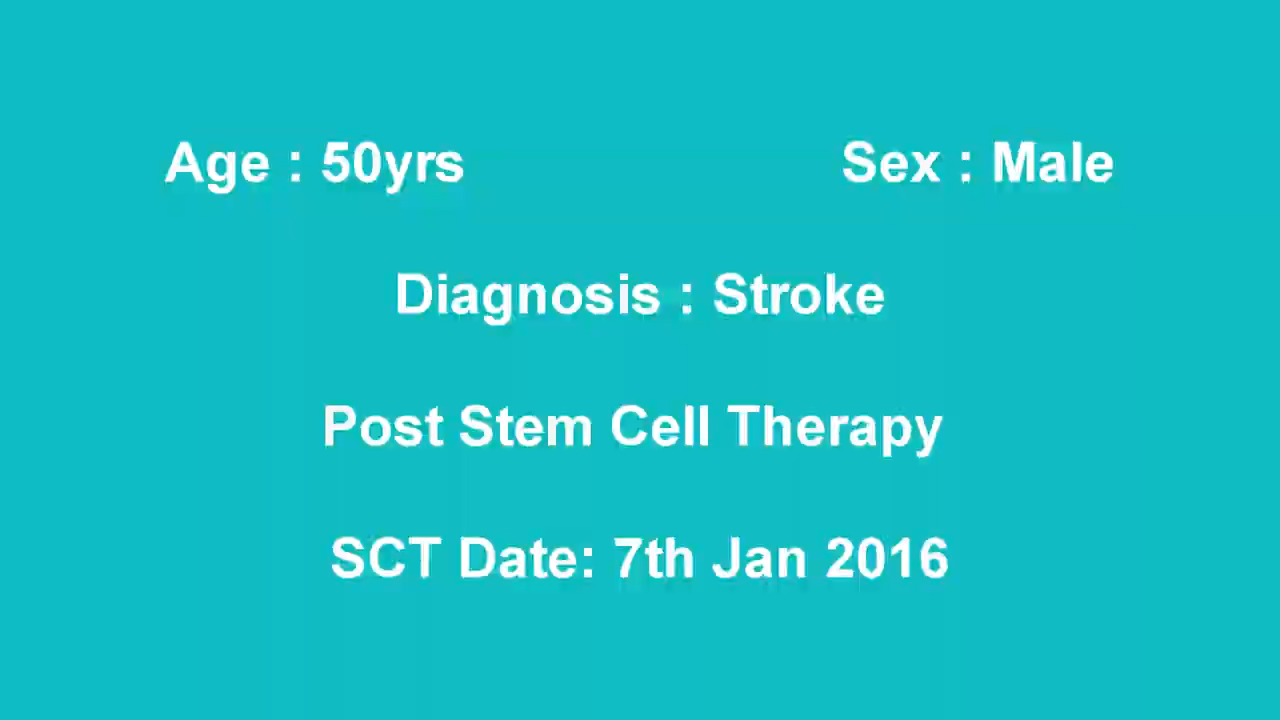 Age : 50yrs Sex : Male
Diagnosis : Stroke
Post Stem Cell Therapy
SCT Date: 7th Jan 2016